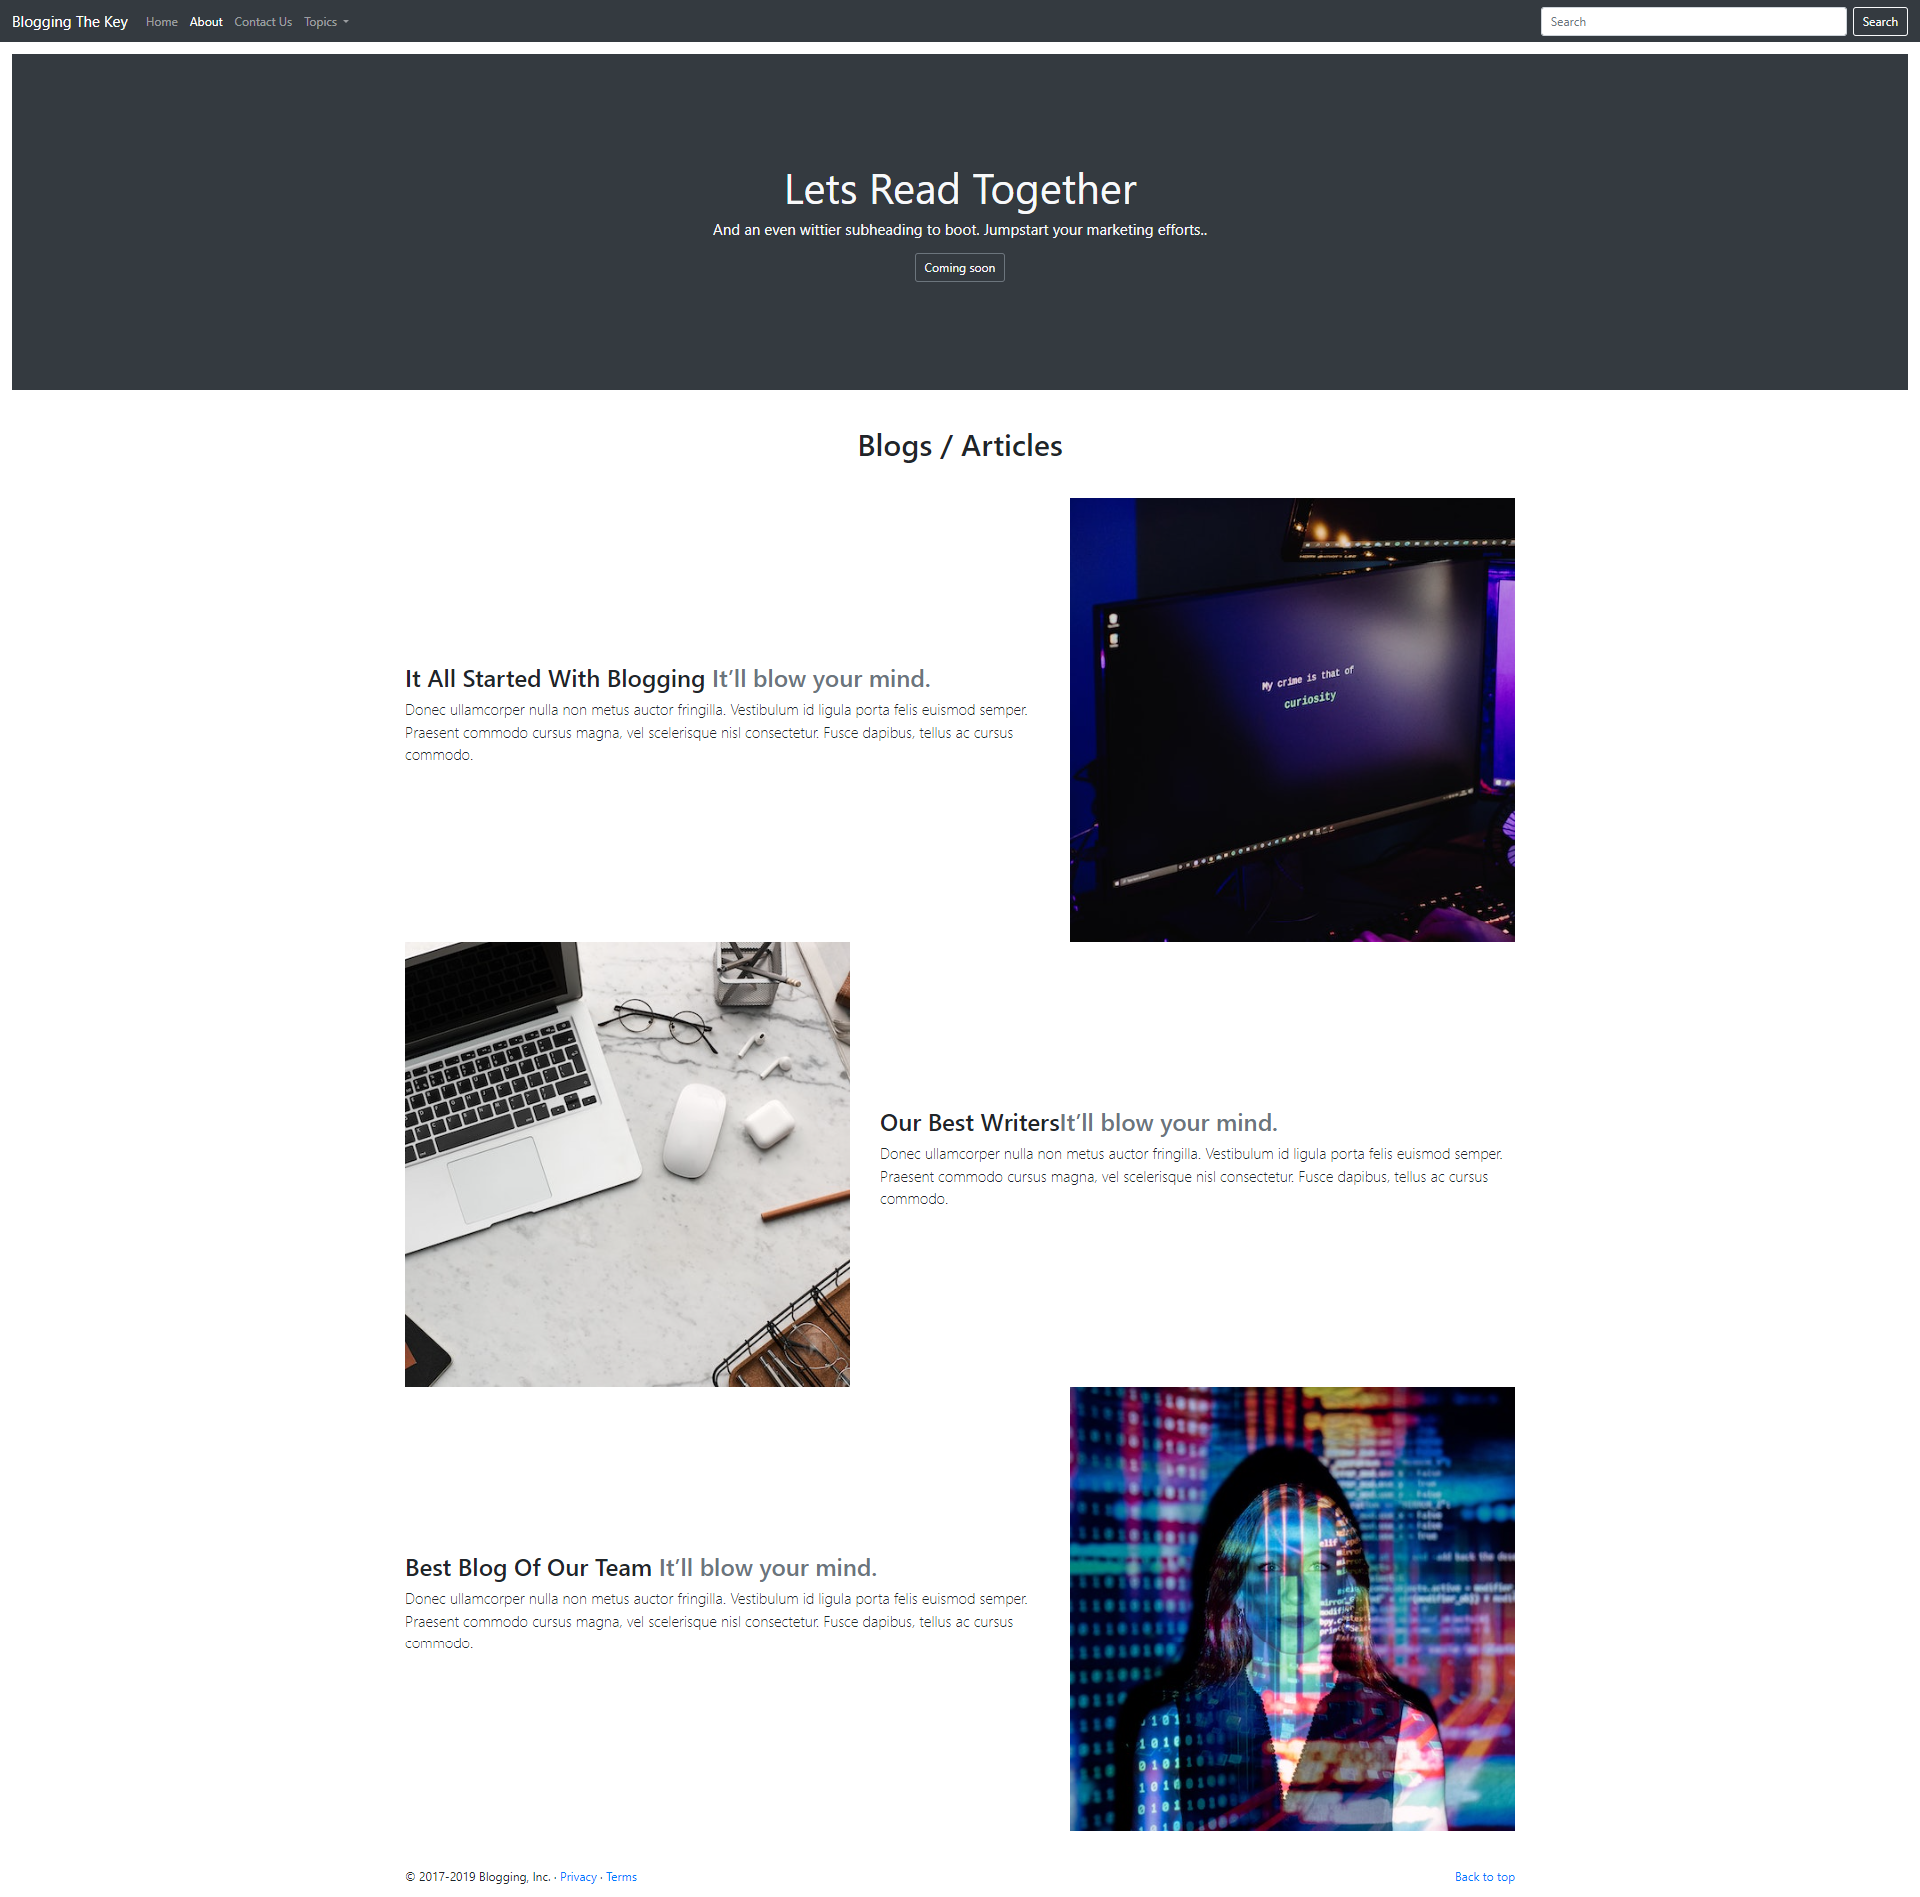 Blogging The Key Home About Contact Us Topics Search Search
Lets Read Together
And an even wittier subheading to boot. Jumpstart your marketing efforts..
Coming soon
Blogs / Articles
My crime is that of
curiosity
It All Started With Blogging It’ll blow your mind.
Donec ullamcorper nulla non metus auctor fringilla. Vestibulum id ligula porta felis euismod semper.
Praesent commodo cursus magna, vel scelerisque nisl consectetur. Fusce dapibus, tellus ac cursus
commodo.
Our Best WritersIt’ll blow your mind.
Donec ullamcorper nulla non metus auctor fringilla. Vestibulum id ligula porta felis euismod semper.
Praesent commodo cursus magna, vel scelerisque nisl consectetur. Fusce dapibus, tellus ac cursus
commodo.
Best Blog Of Our Team It’ll blow your mind.
Donec ullamcorper nulla non metus auctor fringilla. Vestibulum id ligula porta felis euismod semper.
Praesent commodo cursus magna, vel scelerisque nisl consectetur. Fusce dapibus, tellus ac cursus
commodo.
© 2017-2019 Blogging, Inc. · Privacy · Terms
Back to top